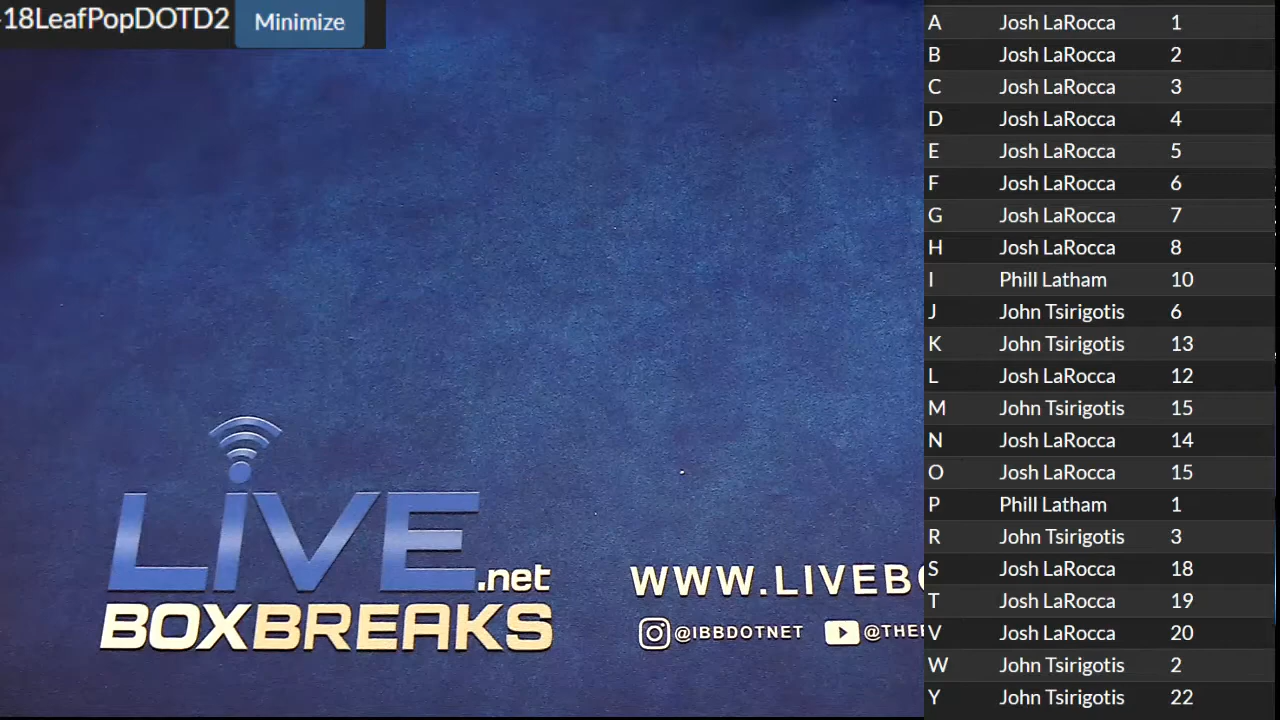 -18LeafPopDOTD2 Minimize
A Josh LaRocca 1
B Josh LaRocca 2
C Josh LaRocca 3
D Josh LaRocca 4
E Josh LaRocca 5
F Josh LaRocca 6
G Josh LaRocca 7
H Josh LaRocca 8
I Phill Latham 10
J John Tsirigotis 6
K John Tsirigotis 13
L Josh LaRocca 12
M John Tsirigotis 15
N Josh LaRocca 14
O Josh LaRocca 15
P Phill Latham 1
R John Tsirigotis 3
S Josh LaRocca 18
T Josh LaRocca 19
V Josh LaRocca 20
W John Tsirigotis 2
Y John Tsirigotis 22
LIVE.net
BOXBREAKS
WWW.LIVEB
@IBBDOTNET @THE